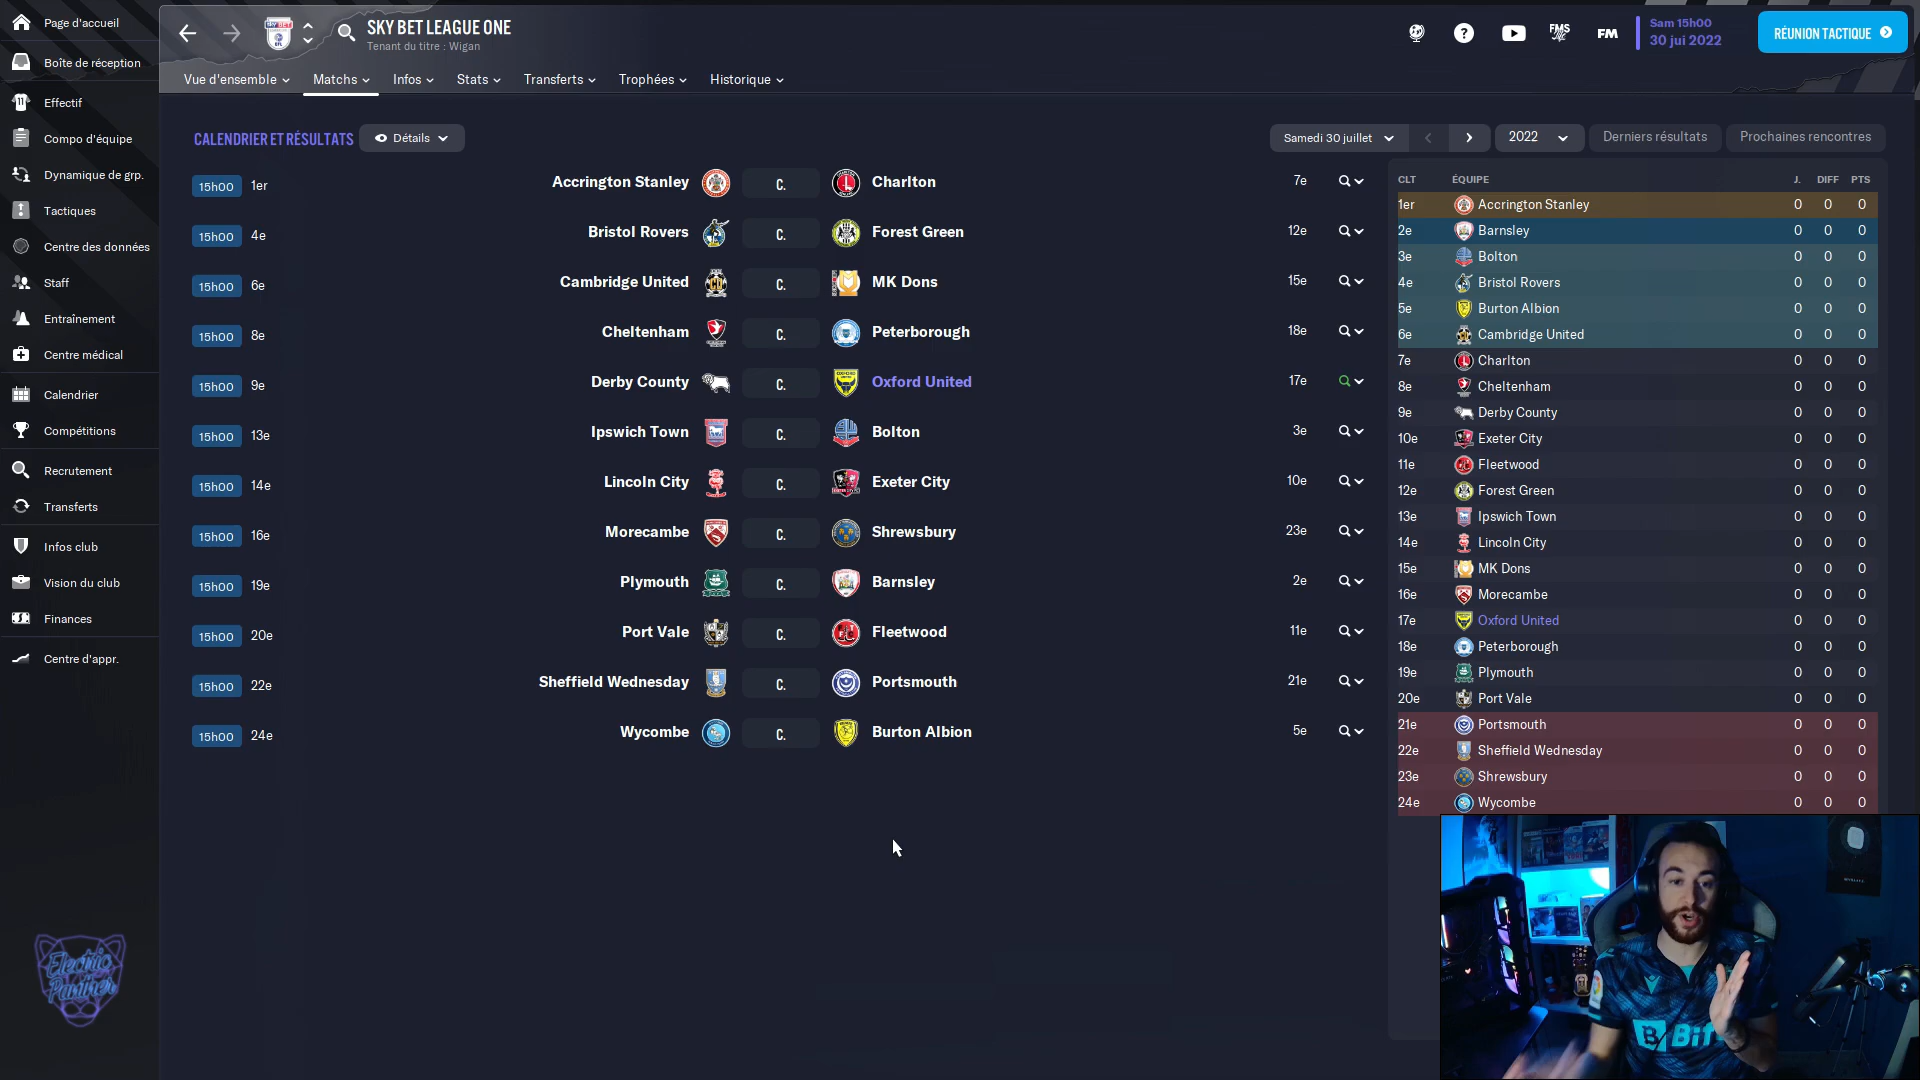 Page d'accueil
Boîte de réception
Effectif
Compo d'équipe
Dynamique de grp.
Tactiques
Centre des données
Staff
Entraînement
Centre médical
Calendrier
Compétitions
Recrutement
Transferts
Infos club
Vision du club
Finances
Centre d'appr.
Electric Panther
SKY BET LEAGUE ONE
Tenant du titre : Wigan
FMS
FM
Sam 15h00
30 jui 2022
RÉUNION TACTIQUE
Vue d'ensemble Matchs Infos Stats Transferts Trophées Historique
CALENDRIER ET RÉSULTATS Détails
Samedi 30 juillet 2022 Derniers résultats Prochaines rencontres
15h00 1er Accrington Stanley C. Charlton 7e
15h00 4e Bristol Rovers C. Forest Green 12e
15h00 6e Cambridge United C. MK Dons 15e
15h00 8e Cheltenham C. Peterborough 18e
15h00 9e Derby County C. Oxford United 17e
15h00 13e Ipswich Town C. Bolton 3e
15h00 14e Lincoln City C. Exeter City 10e
15h00 16e Morecambe C. Shrewsbury 23e
15h00 19e Plymouth C. Barnsley 2e
15h00 20e Port Vale C. Fleetwood 11e
15h00 22e Sheffield Wednesday C. Portsmouth 21e
15h00 24e Wycombe C. Burton Albion 5e
CLT ÉQUIPE J. DIFF PTS
1er Accrington Stanley 0 0 0
2e Barnsley 0 0 0
3e Bolton 0 0 0
4e Bristol Rovers 0 0 0
5e Burton Albion 0 0 0
6e Cambridge United 0 0 0
7e Charlton 0 0 0
8e Cheltenham 0 0 0
9e Derby County 0 0 0
10e Exeter City 0 0 0
11e Fleetwood 0 0 0
12e Forest Green 0 0 0
13e Ipswich Town 0 0 0
14e Lincoln City 0 0 0
15e MK Dons 0 0 0
16e Morecambe 0 0 0
17e Oxford United 0 0 0
18e Peterborough 0 0 0
19e Plymouth 0 0 0
20e Port Vale 0 0 0
21e Portsmouth 0 0 0
22e Sheffield Wednesday 0 0 0
23e Shrewsbury 0 0 0
24e Wycombe 0 0 0